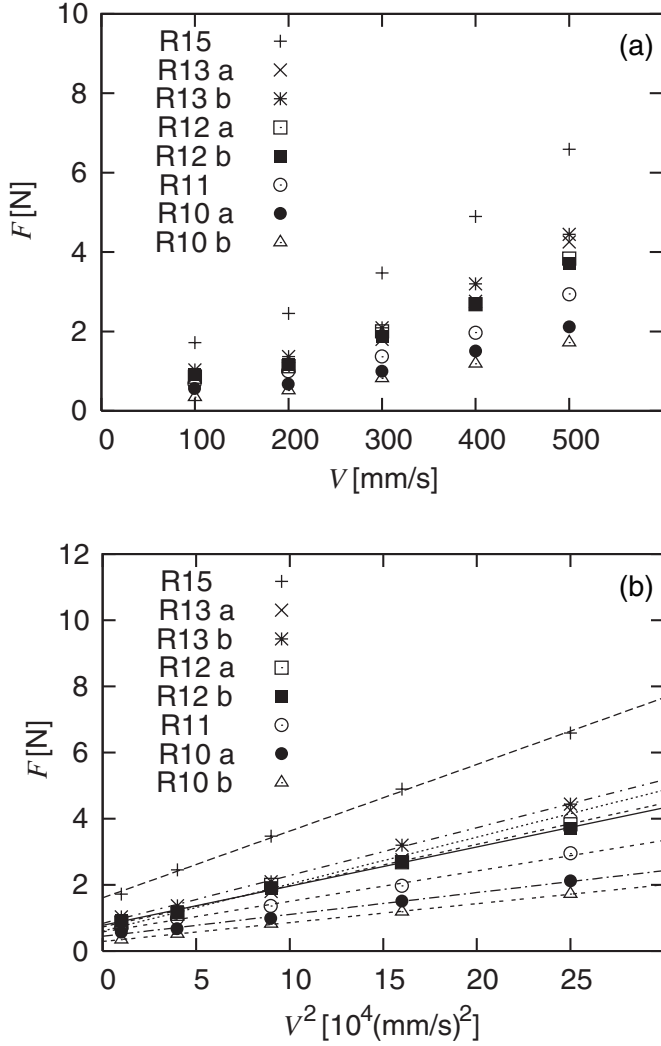 10
8
6
4
2
0
F [N]
R15
R13 a
R13 b
R12 a
R12 b
R11
R10 a
R10 b
(a)
0 100 200 300 400 500
V [mm/s]
12
10
8
6
4
2
0
F [N]
R15
R13 a
R13 b
R12 a
R12 b
R11
R10 a
R10 b
(b)
0 5 10 15 20 25
V² [10⁴(mm/s)²]